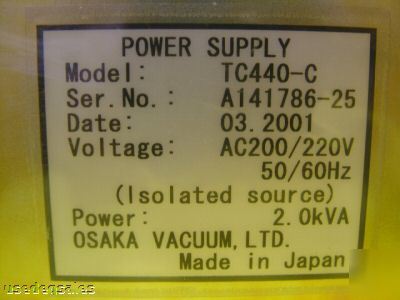 POWER SUPPLY
Model: TC440-C
Ser.No.: A141786-25
Date: 03.2001
Voltage: AC200/220V
50/60Hz
(Isolated source)
Power: 2.0kVA
OSAKA VACUUM,LTD.
Made in Japan
usedeqsales